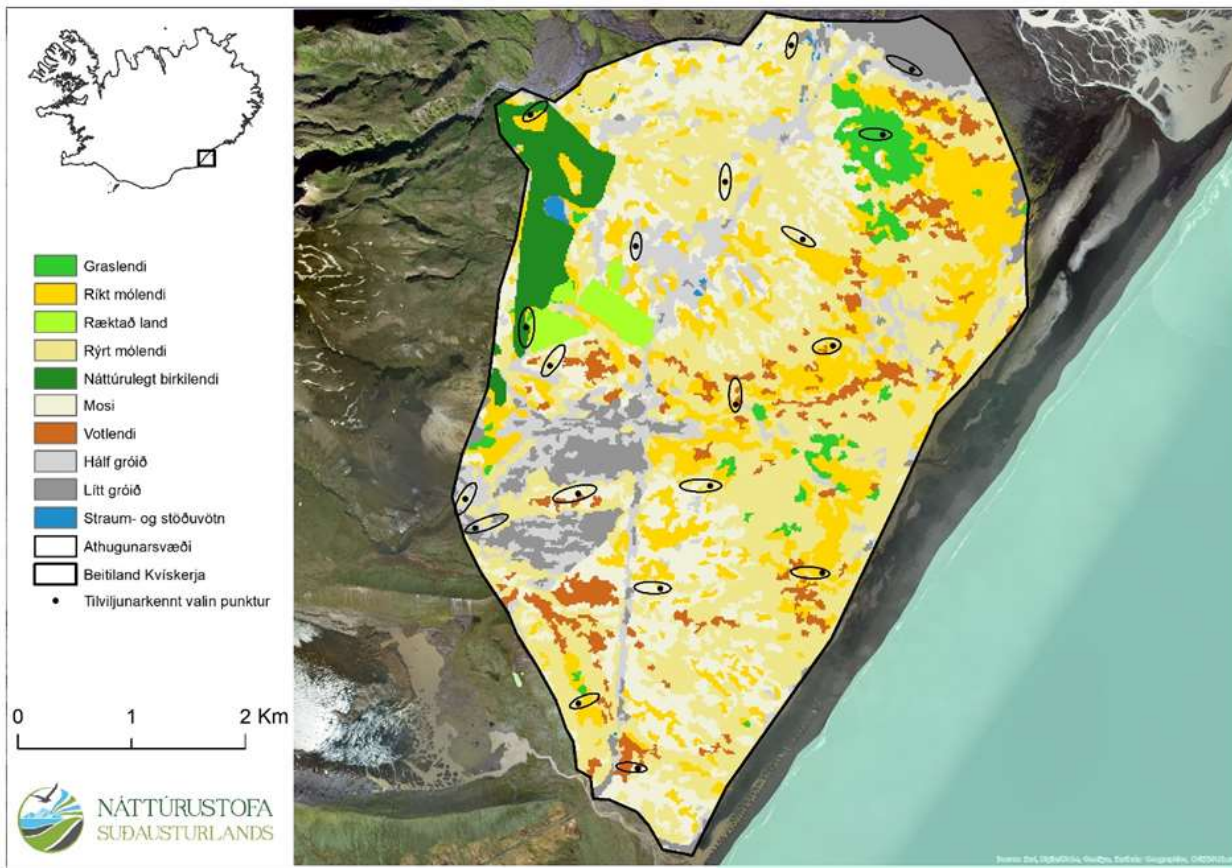 Graslendi
Ríkt mólendi
Ræktað land
Rýrt mólendi
Náttúrulegt birkilendi
Mosi
Votlendi
Hálf gróið
Lítt gróið
Straum- og stöðuvötn
Athugunarsvæði
Beitiland Kvískerja
Tilviljunarkennt valin punktur
0 1 2 Km
NÁTTÚRUSTOFA
SUÐAUSTURLANDS